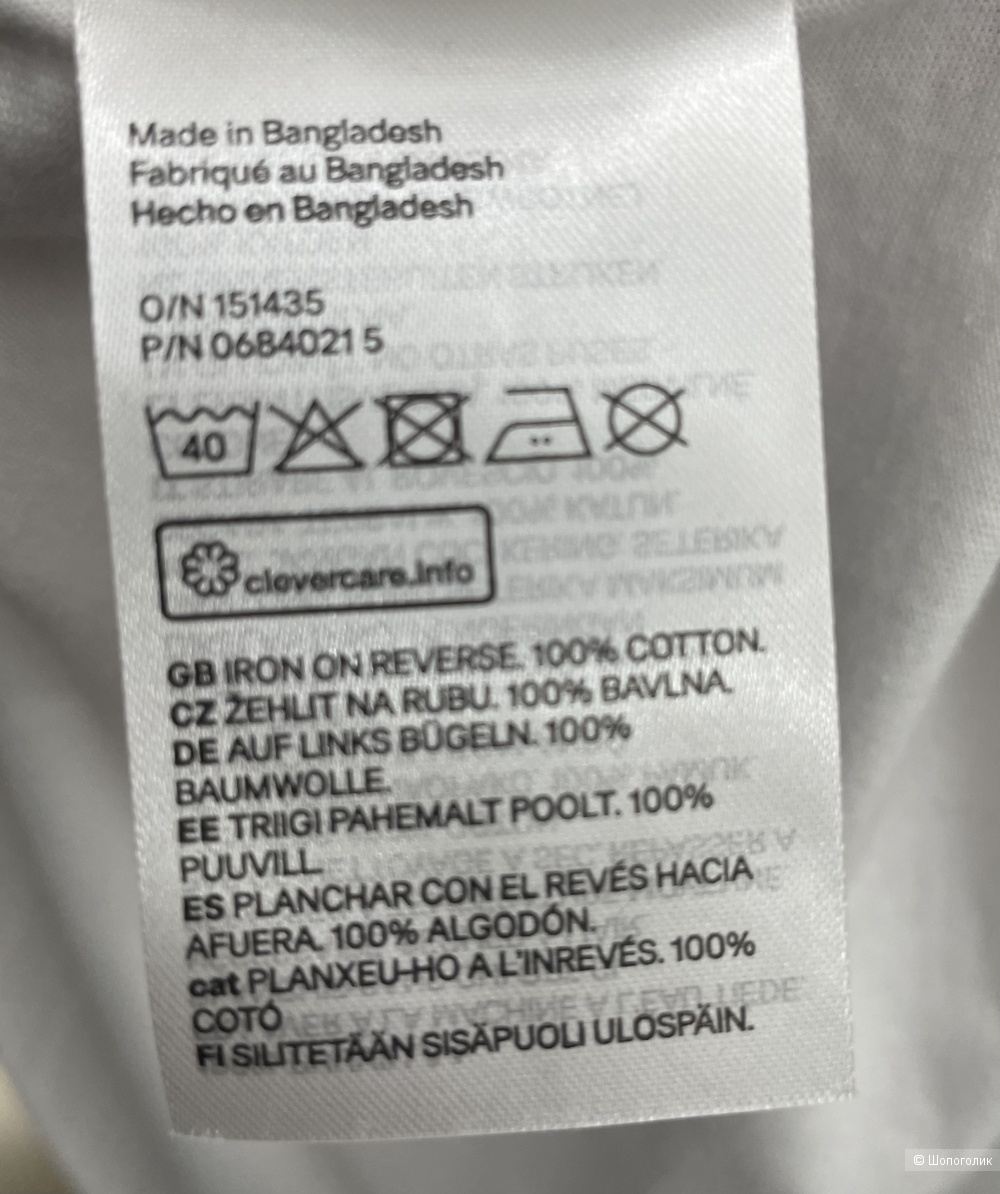 Made in Bangladesh
Fabriqué au Bangladesh
Hecho en Bangladesh
O/N 151435
P/N 0684021 5
40
clevercare.info
GB IRON ON REVERSE. 100% COTTON.
CZ ŽEHLIT NA RUBU. 100% BAVLNA.
DE AUF LINKS BÜGELN. 100%
BAUMWOLLE.
EE TRIIGI PAHEMALT POOLT. 100%
PUUVILL.
ES PLANCHAR CON EL REVÉS HACIA
AFUERA. 100% ALGODÓN.
cat PLANXEU-HO A L'INREVÉS. 100%
COTÓ
FI SILITETÄÄN SISÄPUOLI ULOSPÄIN.
© Шопоголик